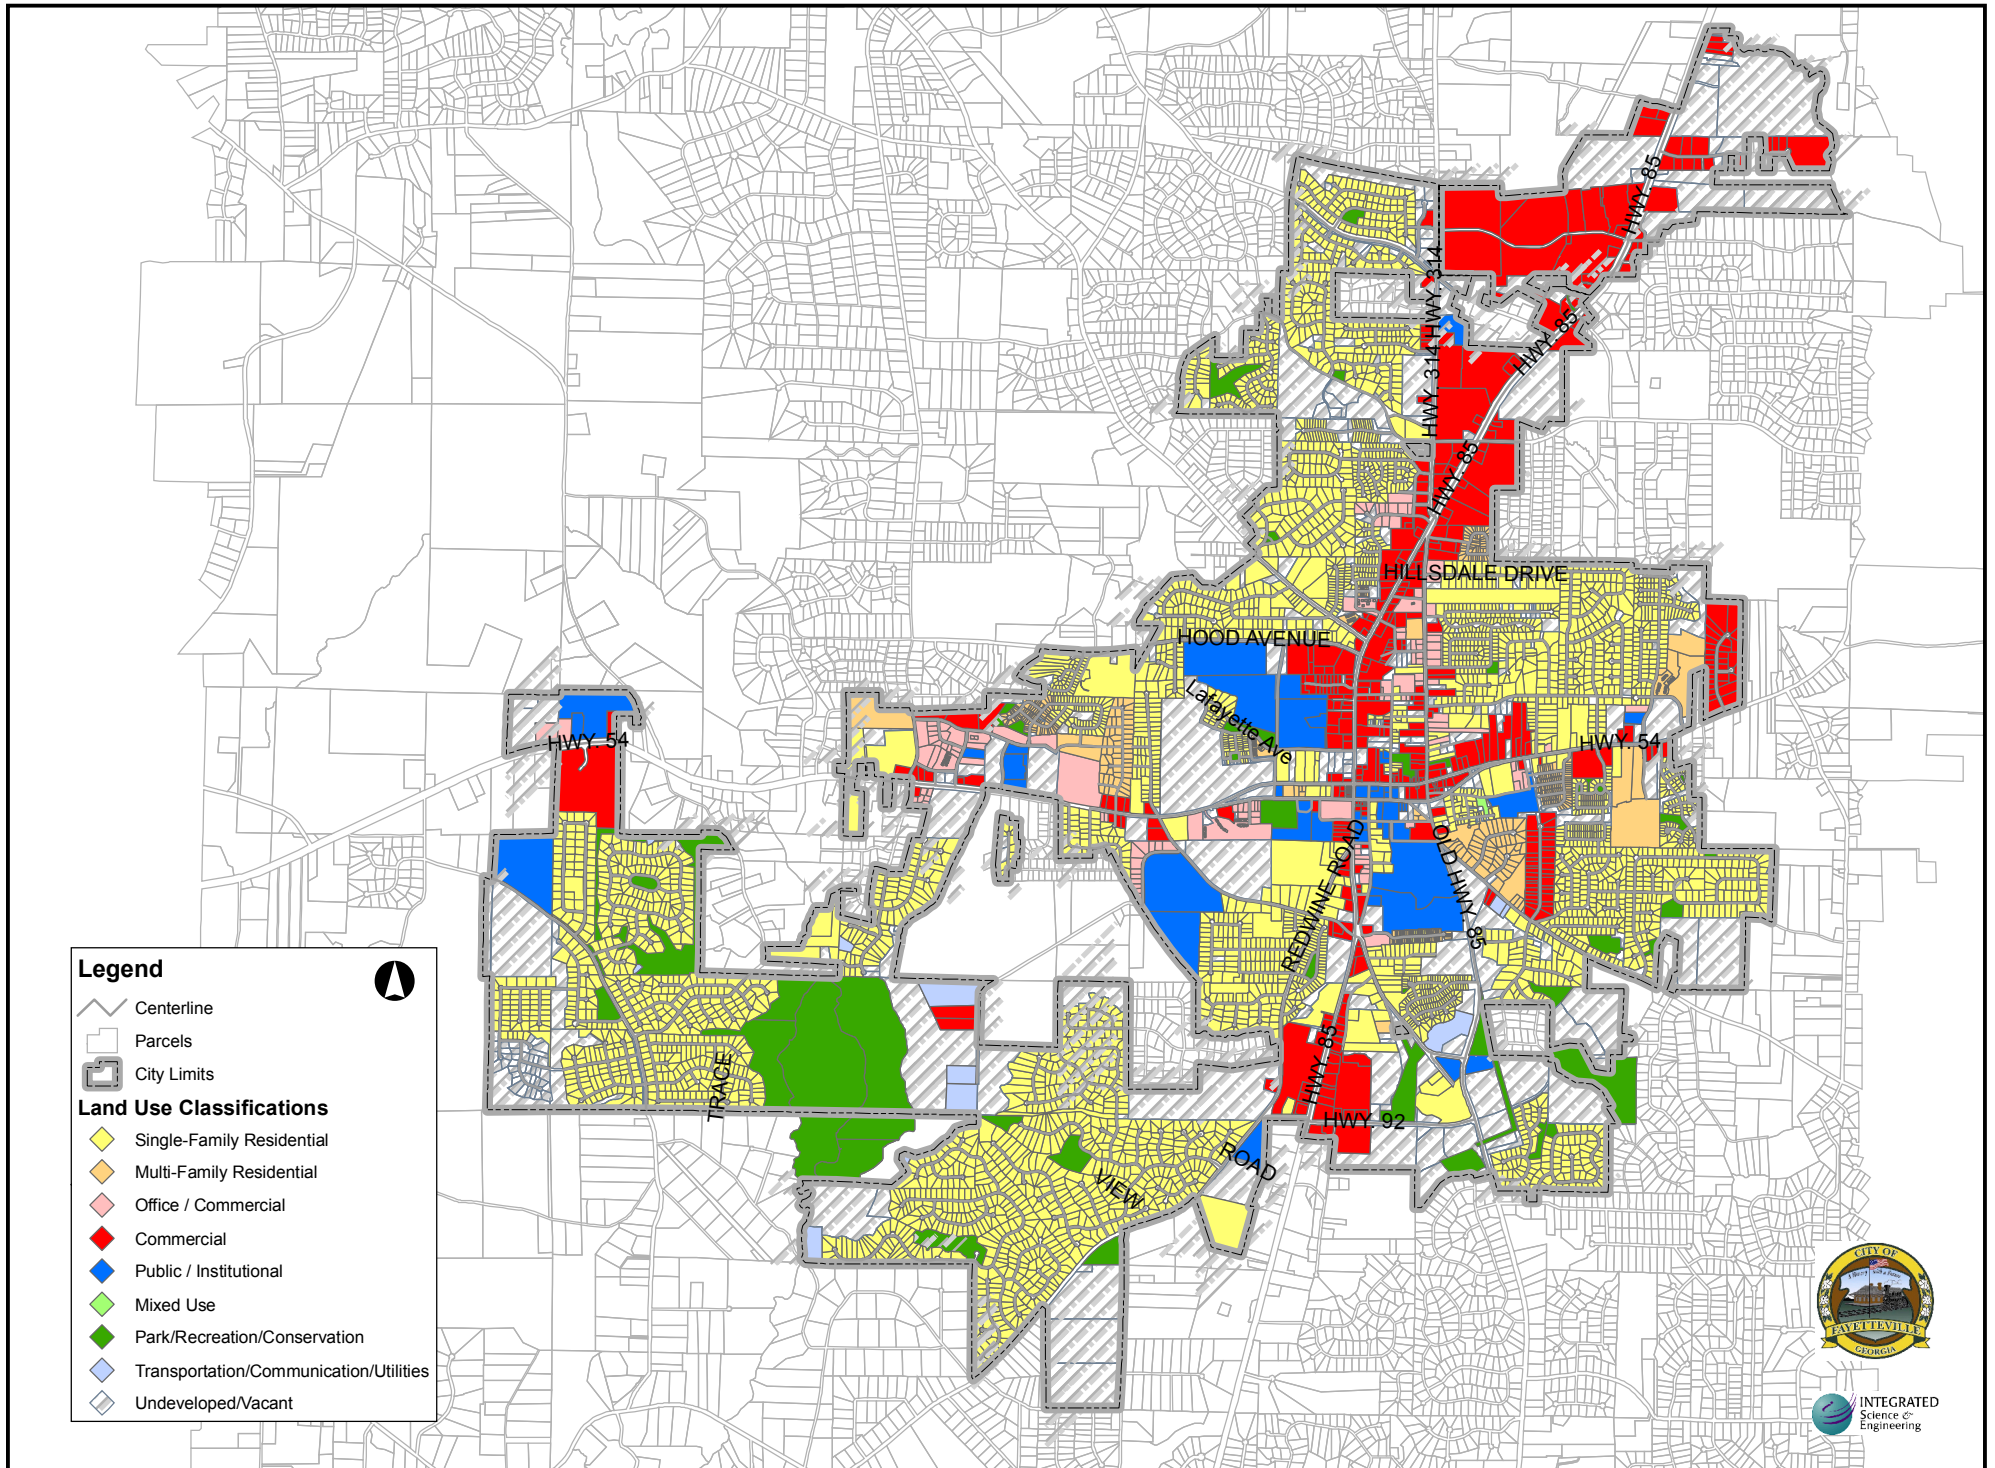 HWY. 85
HWY. 314
HWY. 314
HWY. 85
HWY. 85
HILLSDALE DRIVE
HOOD AVENUE
Lafayette Ave
HWY. 54
HWY. 54
REDWINE ROAD
OLD HWY. 85
HWY. 85
TRACE
HWY. 92
ROAD
VIEW
Legend
Centerline
Parcels
City Limits
Land Use Classifications
Single-Family Residential
Multi-Family Residential
Office / Commercial
Commercial
Public / Institutional
Mixed Use
Park/Recreation/Conservation
Transportation/Communication/Utilities
Undeveloped/Vacant
CITY OF
FAYETTEVILLE
GEORGIA
INTEGRATED
Science &
Engineering